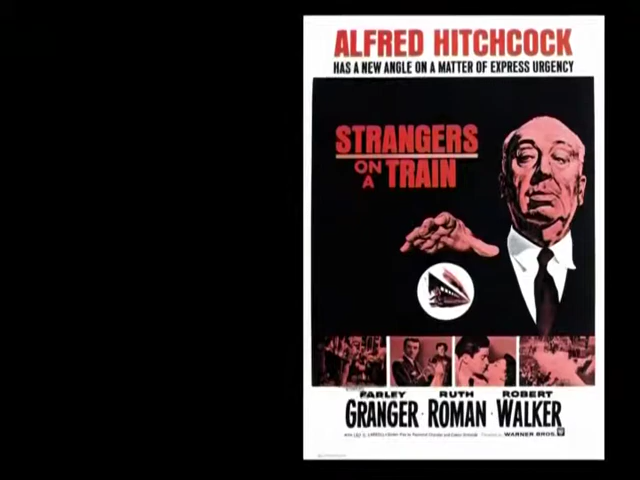 ALFRED HITCHCOCK
HAS A NEW ANGLE ON A MATTER OF EXPRESS URGENCY
STRANGERS
ON
A
TRAIN
FARLEY RUTH ROBERT
GRANGER · ROMAN · WALKER
WARNER BROS.